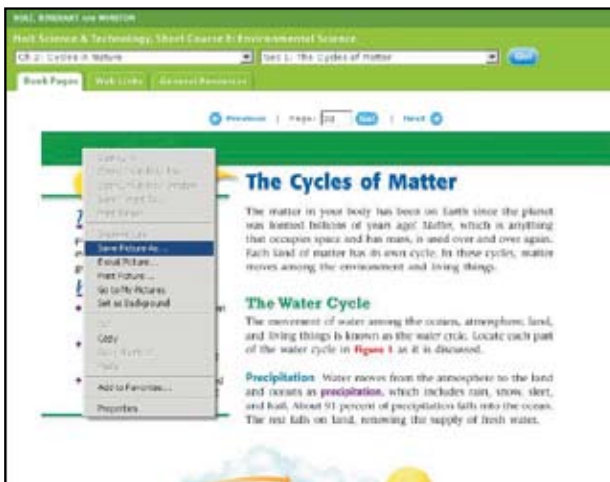 HOLT, RINEHART AND WINSTON
Holt Science & Technology, Short Course E: Environmental Science
Ch 2: Cycles in Nature
Sec 1: The Cycles of Matter
Go!
Book Pages
Web Links
General Resources
Previous | Page: Go! | Next
Save Picture As...
E-mail Picture...
Print Picture...
Go to My Pictures
Set as Background
Copy
Add to Favorites...
Properties
The Cycles of Matter
The matter in your body has been on Earth since the planet
was formed billions of years ago! Matter, which is anything
that occupies space and has mass, is used over and over again.
Each kind of matter has its own cycle. In these cycles, matter
moves among the environment and living things.
The Water Cycle
The movement of water among the oceans, atmosphere, land,
and living things is known as the water cycle. Locate each part
of the water cycle in Figure 1 as it is discussed.
Precipitation Water moves from the atmosphere to the land
and oceans as precipitation, which includes rain, snow, sleet,
and hail. About 91 percent of precipitation falls into the ocean.
The rest falls on land, renewing the supply of fresh water.